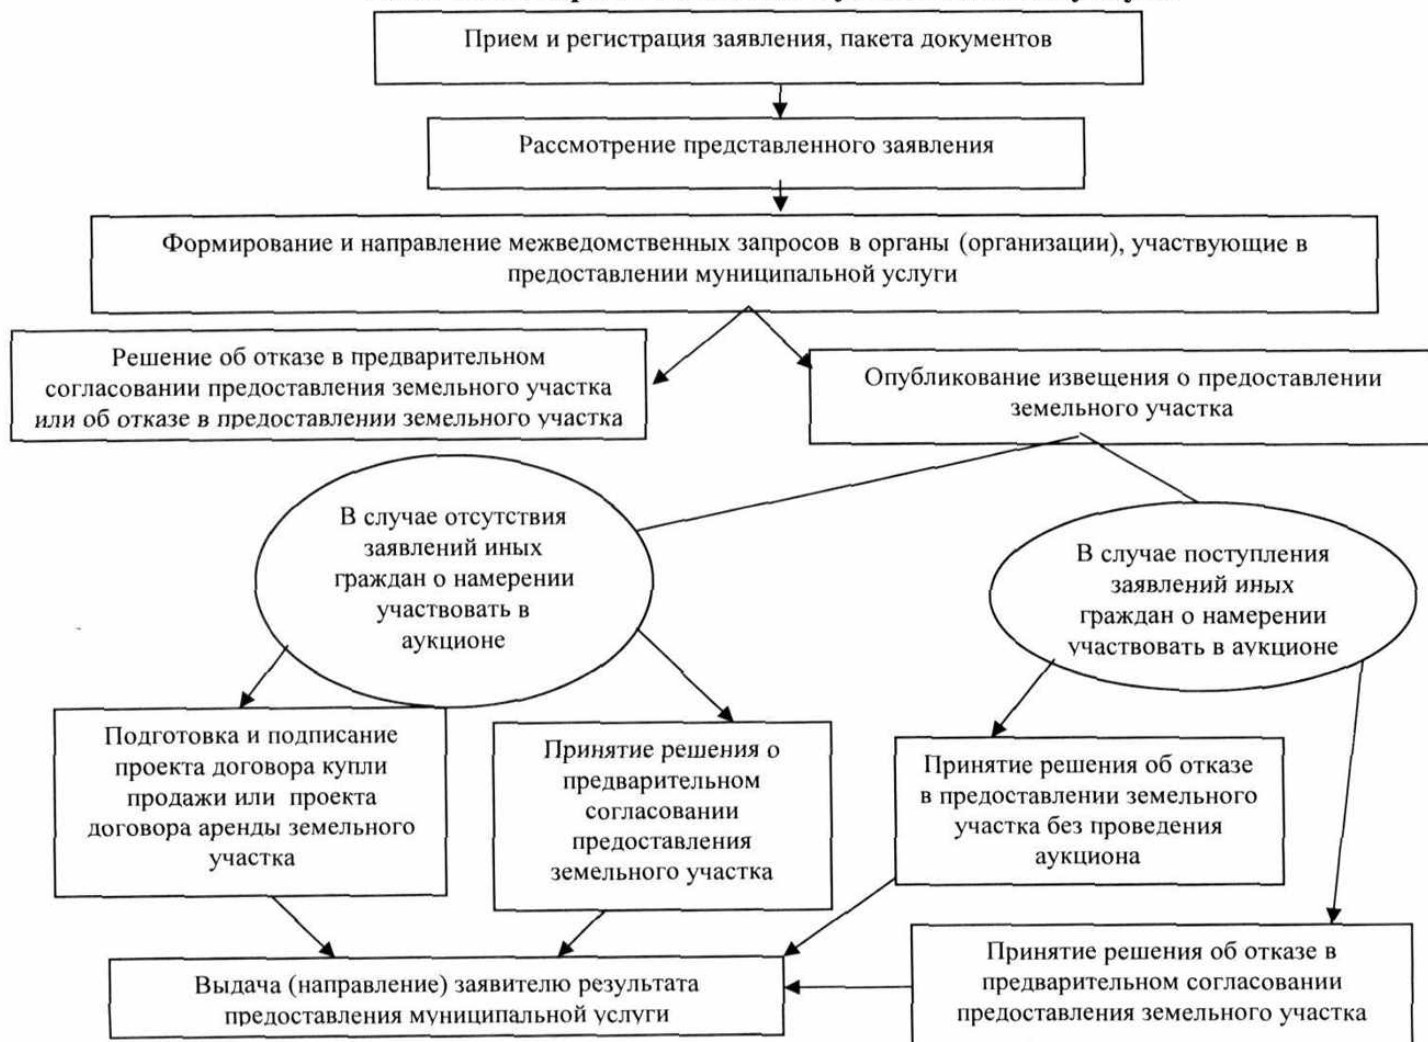 Прием и регистрация заявления, пакета документов
Рассмотрение представленного заявления
Формирование и направление межведомственных запросов в органы (организации), участвующие в
предоставлении муниципальной услуги
Решение об отказе в предварительном
согласовании предоставления земельного участка
или об отказе в предоставлении земельного участка
Опубликование извещения о предоставлении
земельного участка
В случае отсутствия
заявлений иных
граждан о намерении
участвовать в
аукционе
В случае поступления
заявлений иных
граждан о намерении
участвовать в аукционе
Подготовка и подписание
проекта договора купли
продажи или проекта
договора аренды земельного
участка
Принятие решения о
предварительном
согласовании
предоставления
земельного участка
Принятие решения об отказе
в предоставлении земельного
участка без проведения
аукциона
Выдача (направление) заявителю результата
предоставления муниципальной услуги
Принятие решения об отказе в
предварительном согласовании
предоставления земельного участка